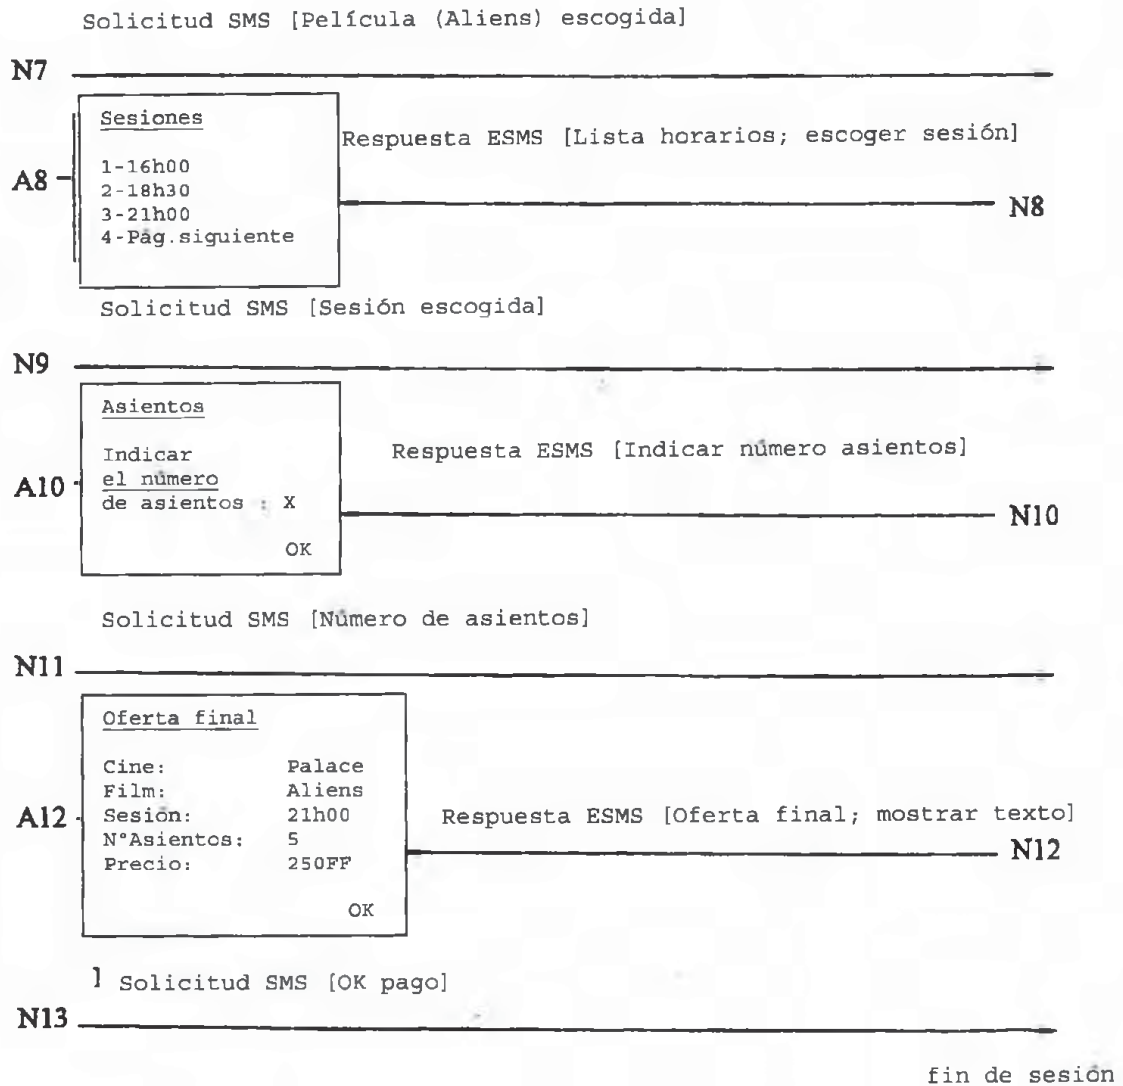 Solicitud SMS [Película (Aliens) escogida]
N7
Sesiones
Respuesta ESMS [Lista horarios; escoger sesión]
1-16h00
A8
2-18h30
3-21h00
N8
4-Pág.siguiente
Solicitud SMS [Sesión escogida]
N9
Asientos
Indicar
Respuesta ESMS [Indicar número asientos]
A10
el número
de asientos : X
N10
OK
Solicitud SMS [Número de asientos]
N11
Oferta final
Cine: Palace
Film: Aliens
A12
Sesión: 21h00
Respuesta ESMS [Oferta final; mostrar texto]
N°Asientos: 5
N12
Precio: 250FF
OK
] Solicitud SMS [OK pago]
N13
fin de sesión